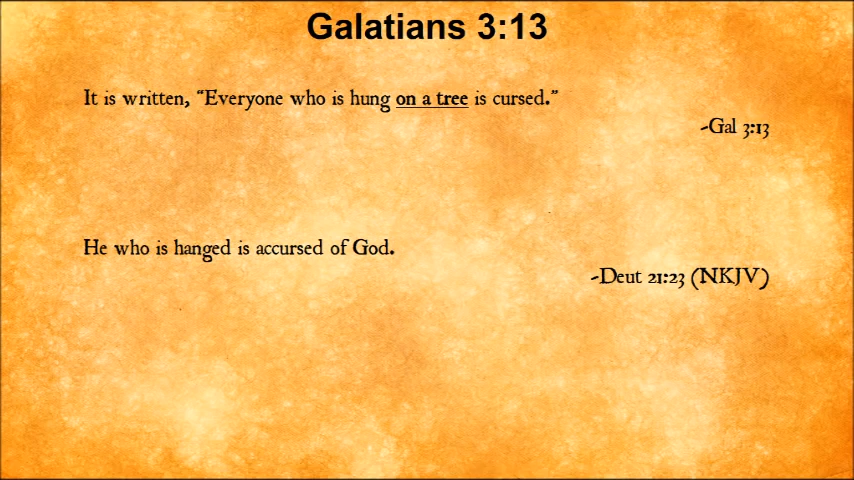 Galatians 3:13
It is written, “Everyone who is hung on a tree is cursed.”
-Gal 3:13
He who is hanged is accursed of God.
-Deut 21:23 (NKJV)